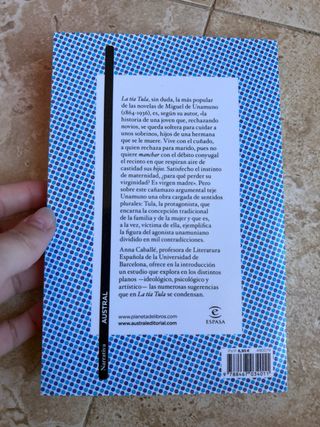 La tía Tula, sin duda, la más popular
de las novelas de Miguel de Unamuno
(1864-1936), es, según su autor, «la
historia de una joven que, rechazando
novios, se queda soltera para cuidar a
unos sobrinos, hijos de una hermana
que se le muere. Vive con el cuñado,
a quien rechaza para marido, pues no
quiere manchar con el débito conyugal
el recinto en que respiran aire de
castidad sus hijos. Satisfecho el instinto
de maternidad, ¿para qué perder su
virginidad? Es virgen madre». Pero
sobre este cañamazo argumental teje
Unamuno una obra cargada de sentidos
plurales: Tula, la protagonista, que
encarna la concepción tradicional
de la familia y de la mujer y que es,
a la vez, víctima de ella, ejemplifica
la figura del agonista unamuniano
dividido en mil contradicciones.
Anna Caballé, profesora de Literatura
Española de la Universidad de
Barcelona, ofrece en la introducción
un estudio que explora en los distintos
planos —ideológico, psicológico y
artístico— las numerosas sugerencias
que en La tía Tula se condensan.
www.planetadelibros.com
www.australeditorial.com
ESPASA
Narrativa AUSTRAL
PVP 6,95 €
9788467034011